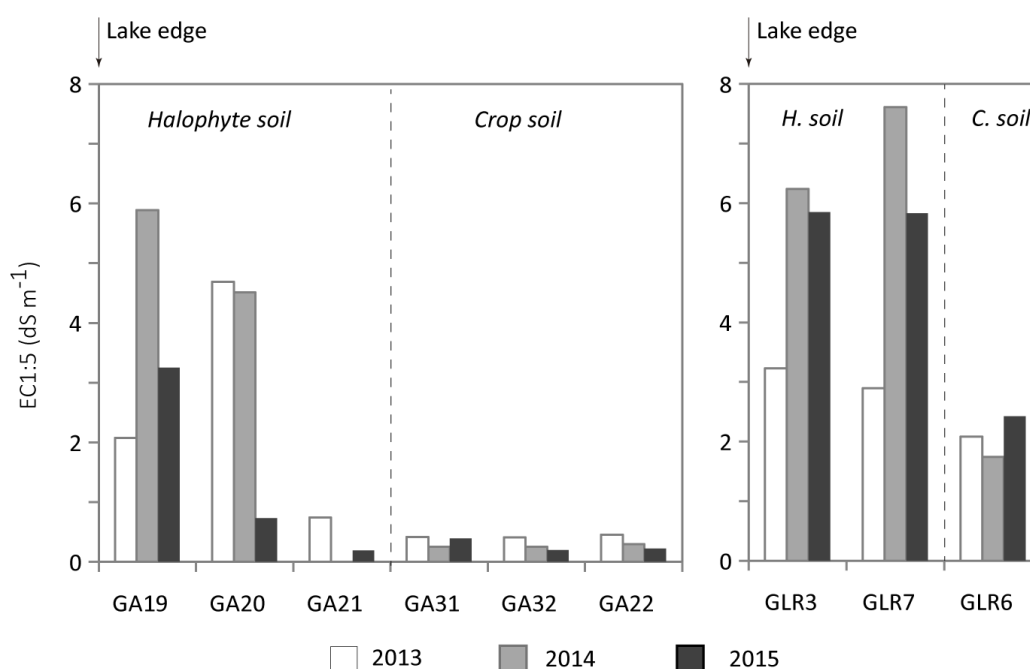 Lake edge
Lake edge
8
6
4
2
0
EC1:5 (dS m⁻¹)
Halophyte soil
Crop soil
GA19
GA20
GA21
GA31
GA32
GA22
8
6
4
2
0
H. soil
C. soil
GLR3
GLR7
GLR6
2013
2014
2015